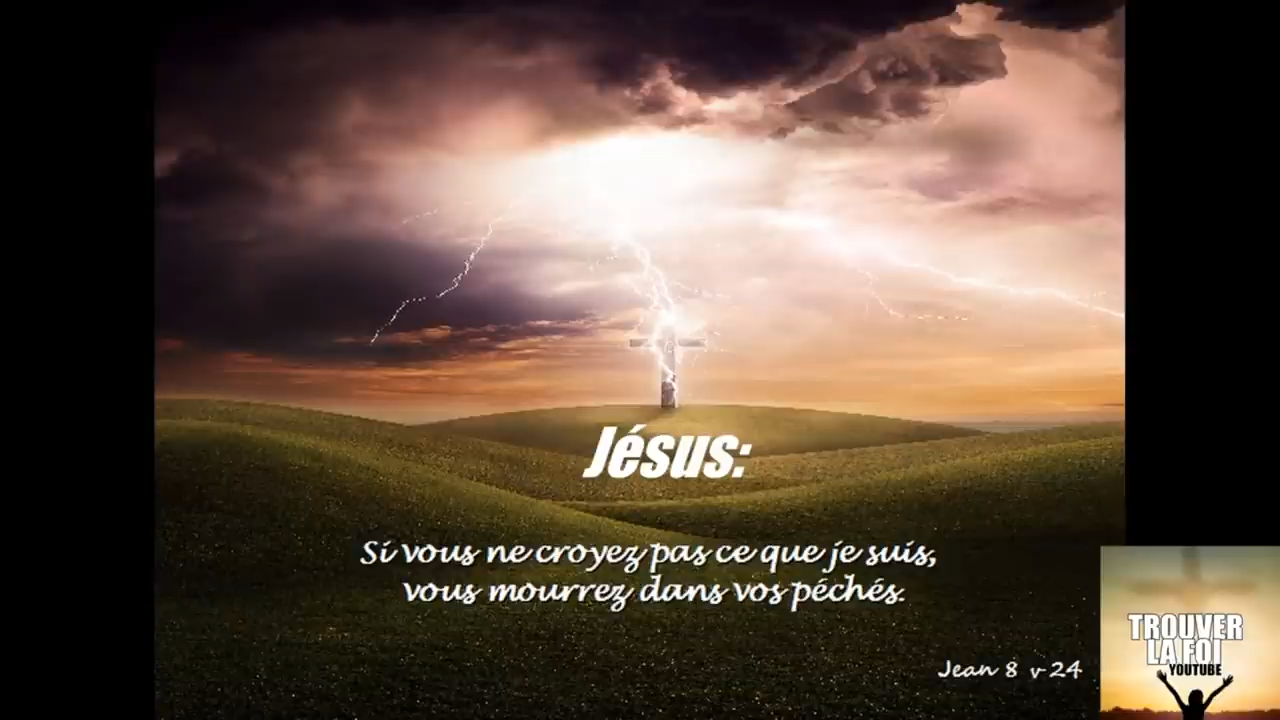 Jésus:
Si vous ne croyez pas ce que je suis,
vous mourrez dans vos péchés.
Jean 8 v 24
TROUVER
LA FOI
YOUTUBE